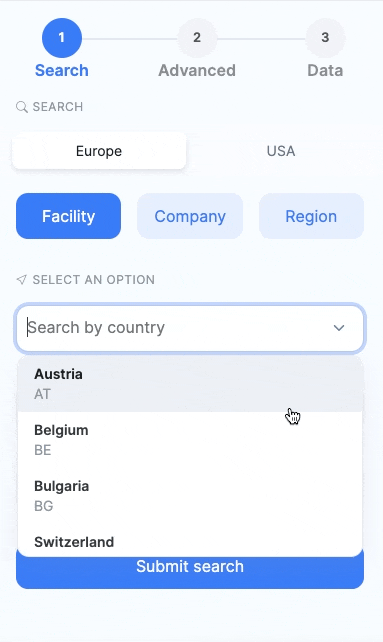 1 2 3
Search Advanced Data
SEARCH
Europe USA
Facility Company Region
SELECT AN OPTION
Search by country
Austria
AT
Belgium
BE
Bulgaria
BG
Switzerland
Submit search